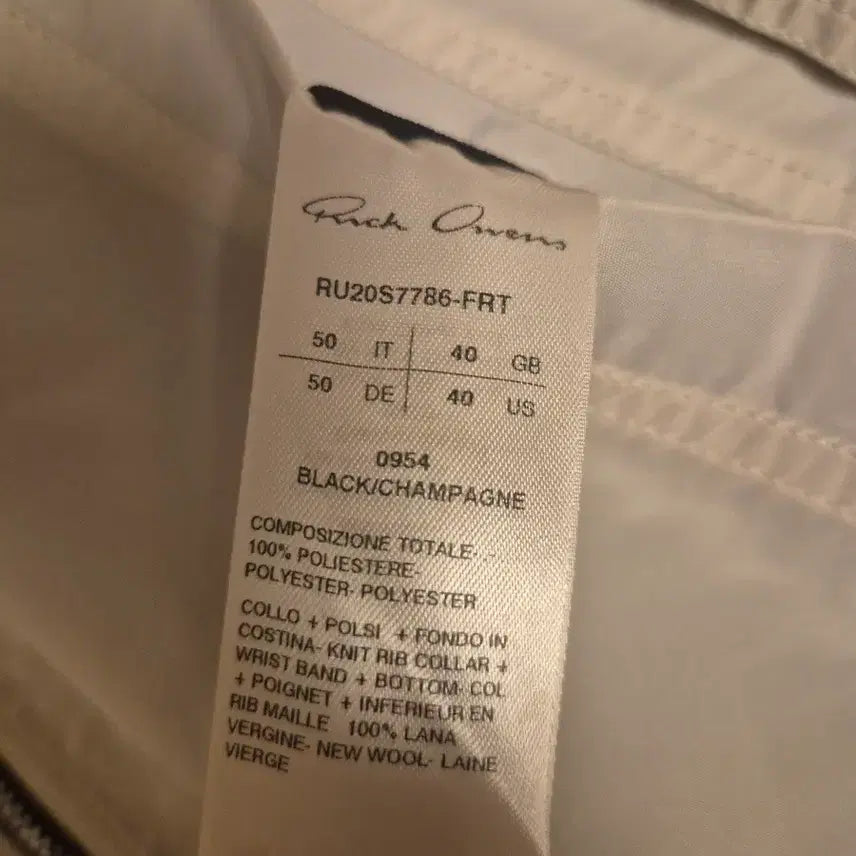 Rick Owens
RU20S7786-FRT
50 IT 40 GB
50 DE 40 US
0954
BLACK/CHAMPAGNE
COMPOSIZIONE TOTALE- .-
100% POLIESTERE-
POLYESTER- POLYESTER
COLLO + POLSI + FONDO IN
COSTINA- KNIT RIB COLLAR +
WRIST BAND + BOTTOM- COL
+ POIGNET + INFERIEUR EN
RIB MAILLE 100% LANA
VERGINE- NEW WOOL- LAINE
VIERGE